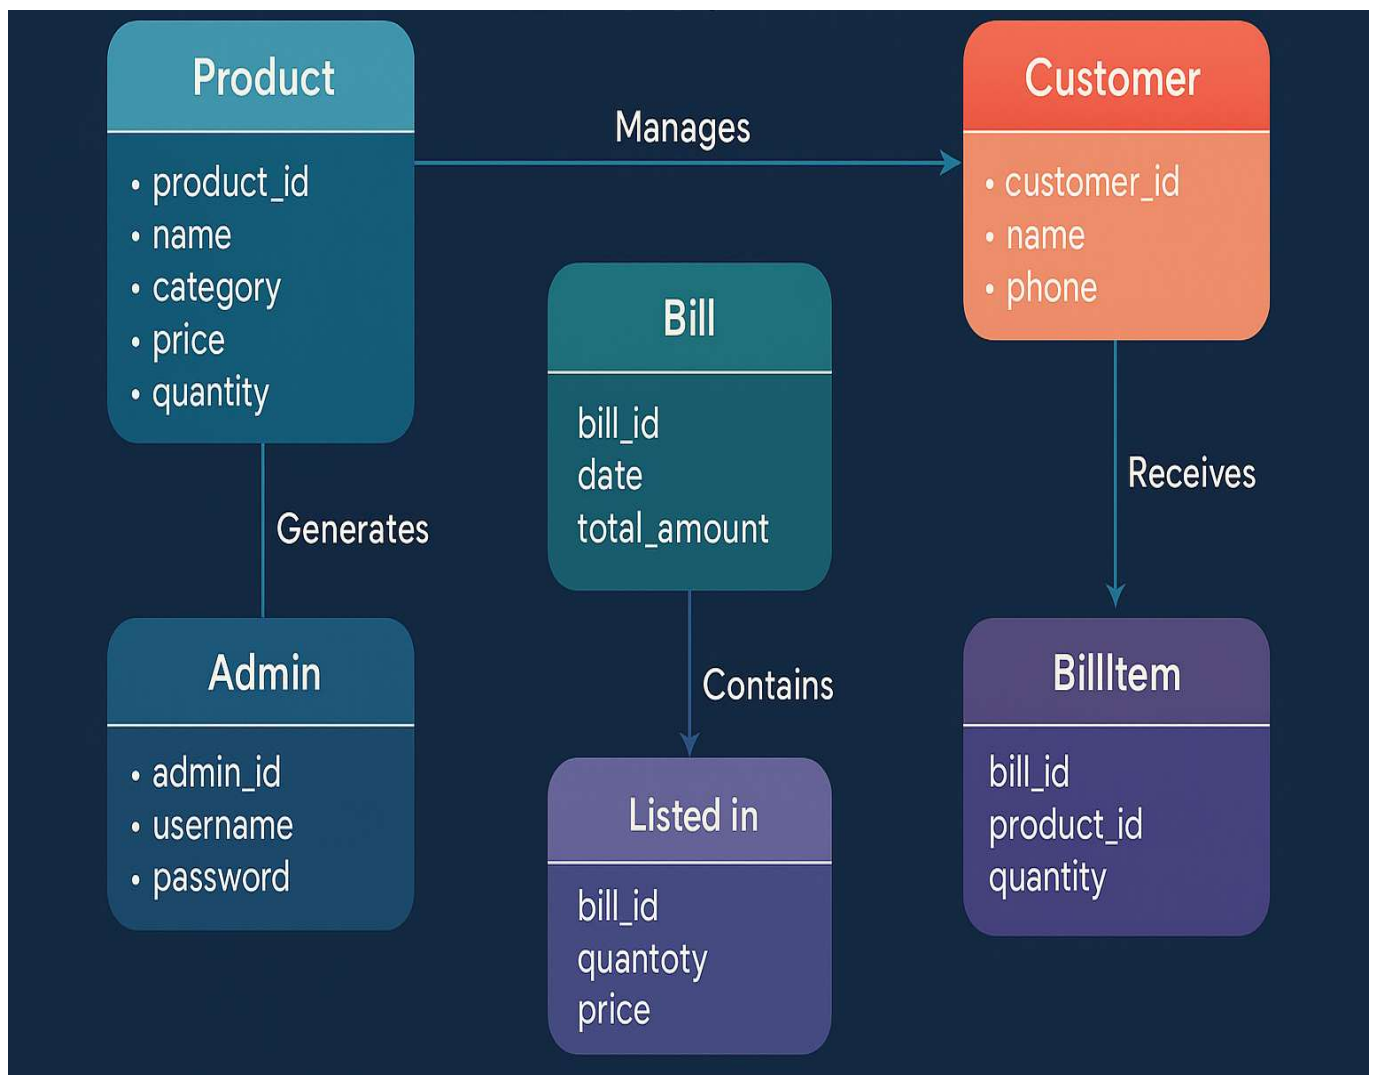 Product
• product_id
• name
• category
• price
• quantity
Manages
Customer
• customer_id
• name
• phone
Bill
bill_id
date
total_amount
Generates
Receives
Admin
• admin_id
• username
• password
Contains
Listed in
bill_id
quantoty
price
BillItem
bill_id
product_id
quantity